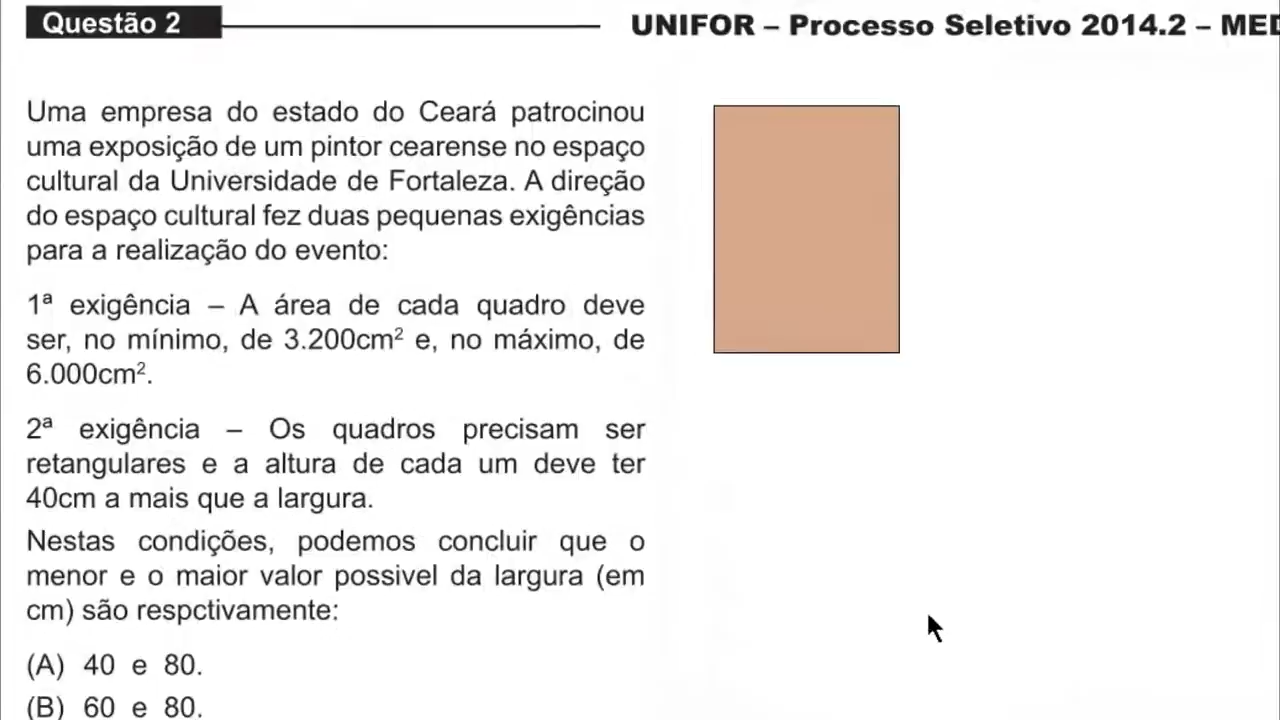 Questão 2
UNIFOR – Processo Seletivo 2014.2 – MED
Uma empresa do estado do Ceará patrocinou
uma exposição de um pintor cearense no espaço
cultural da Universidade de Fortaleza. A direção
do espaço cultural fez duas pequenas exigências
para a realização do evento:
1ª exigência – A área de cada quadro deve
ser, no mínimo, de 3.200cm² e, no máximo, de
6.000cm².
2ª exigência – Os quadros precisam ser
retangulares e a altura de cada um deve ter
40cm a mais que a largura.
Nestas condições, podemos concluir que o
menor e o maior valor possivel da largura (em
cm) são respctivamente:
(A) 40 e 80.
(B) 60 e 80.